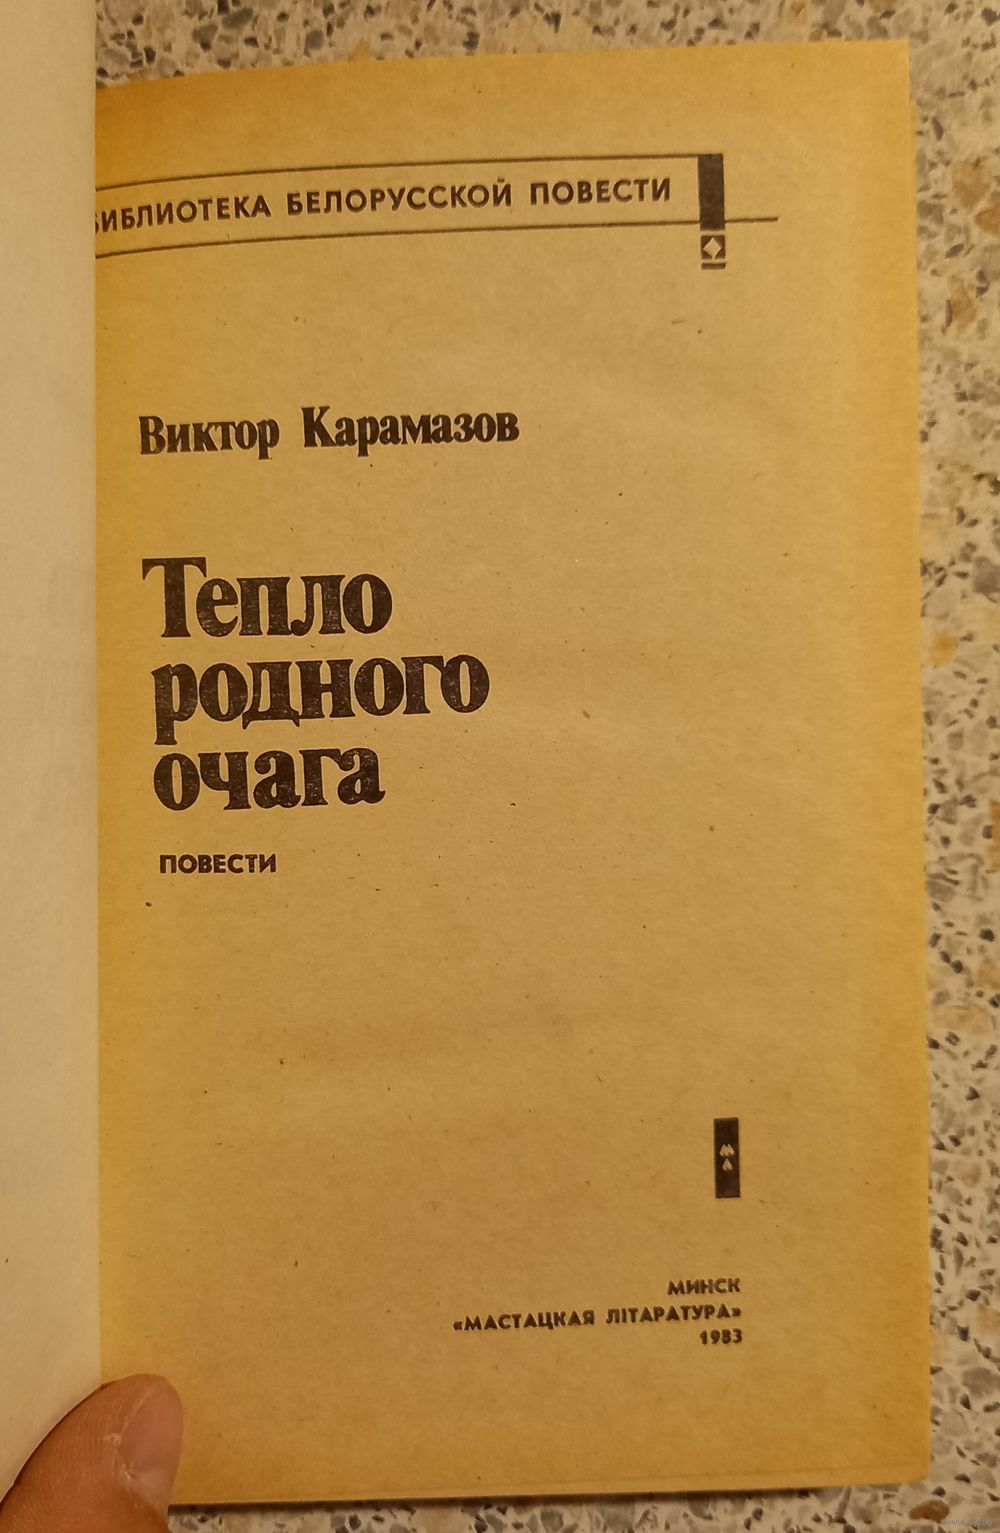 БИБЛИОТЕКА БЕЛОРУССКОЙ ПОВЕСТИ
Виктор Карамазов
Тепло
родного
очага
ПОВЕСТИ
МИНСК
«МАСТАЦКАЯ ЛІТАРАТУРА»
1983